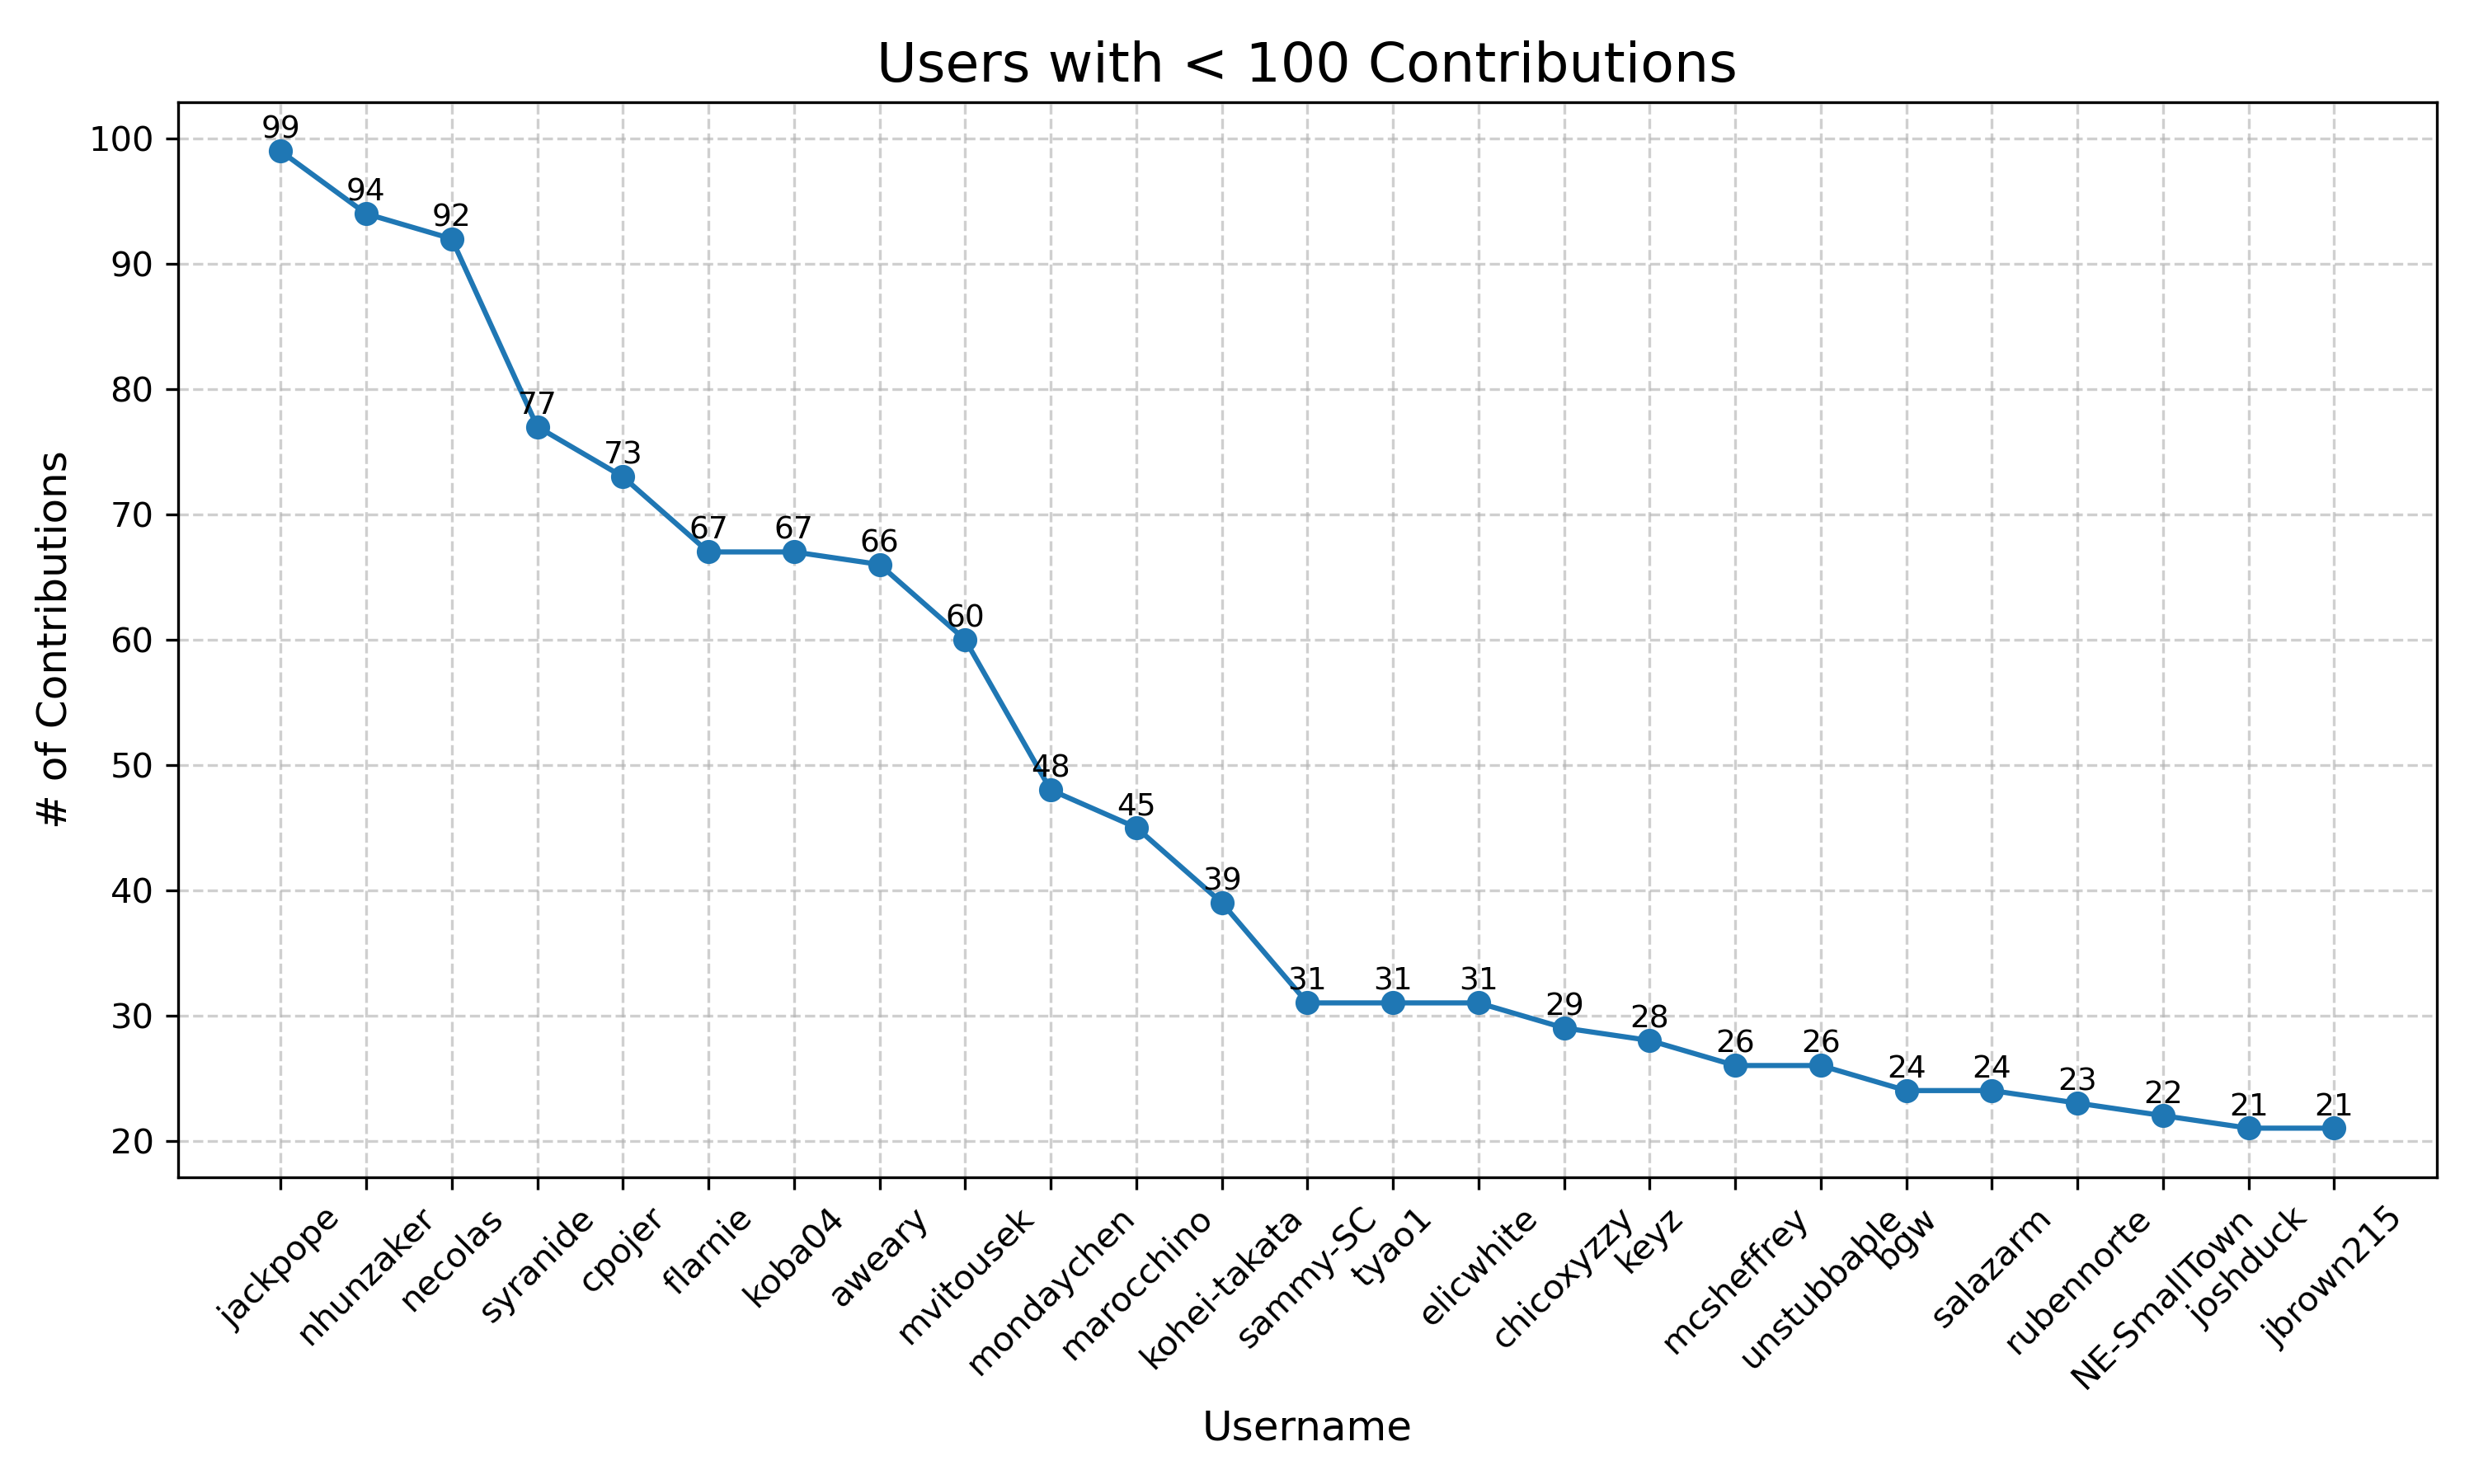 Users with < 100 Contributions
# of Contributions
100
90
80
70
60
50
40
30
20
99
94
92
77
73
67
67
66
60
48
45
39
31
31
31
29
28
26
26
24
24
23
22
21
21
jackpope
nhunzaker
necolas
syranide
cpojer
flarnie
koba04
aweary
mvitousek
mondaychen
marocchino
kohei-takata
sammy-SC
tyao1
elicwhite
chicoxyzzy
keyz
mcsheffrey
unstubbable
bgw
salazarm
rubennorte
NE-SmallTown
joshduck
jbrown215
Username